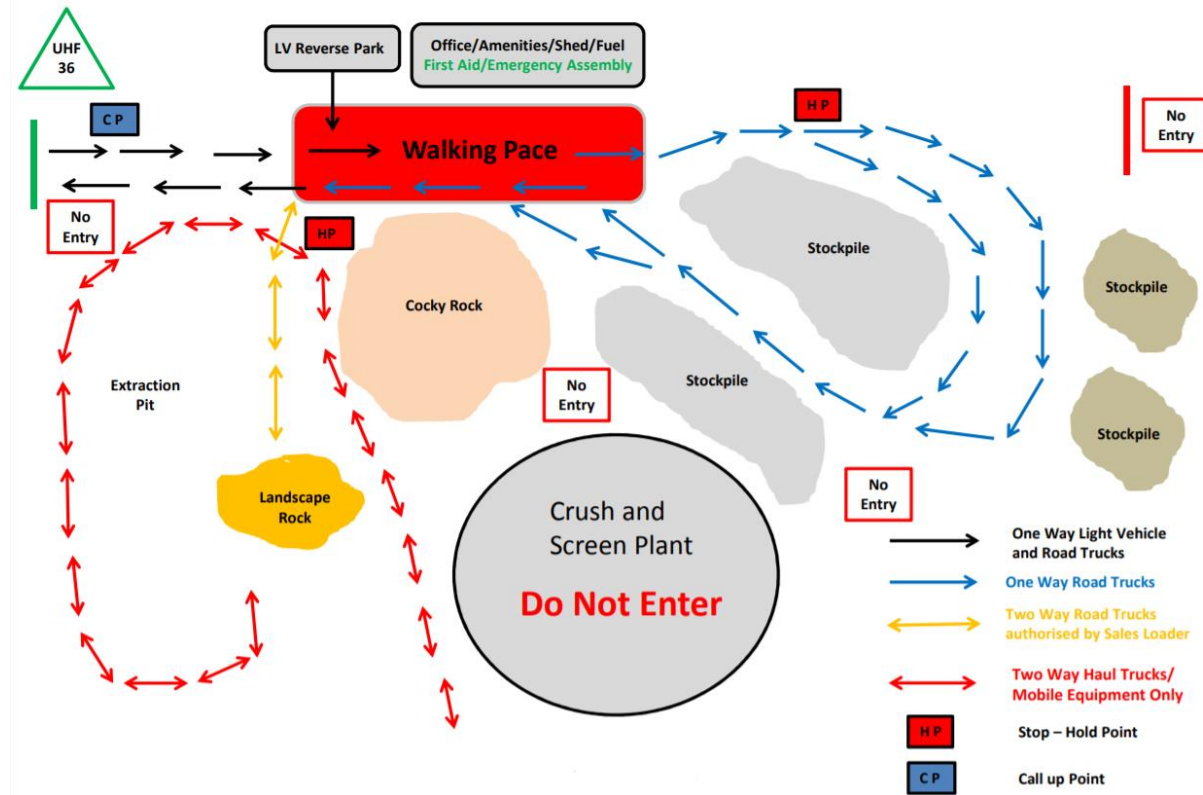 UHF
36
LV Reverse Park
Office/Amenities/Shed/Fuel
First Aid/Emergency Assembly
C P
H P
No
Entry
Walking Pace
No
Entry
HP
Stockpile
Cocky Rock
Stockpile
Stockpile
Extraction
Pit
No
Entry
Stockpile
No
Entry
Landscape
Rock
Crush and
Screen Plant
Do Not Enter
One Way Light Vehicle
and Road Trucks
One Way Road Trucks
Two Way Road Trucks
authorised by Sales Loader
Two Way Haul Trucks/
Mobile Equipment Only
H P
Stop – Hold Point
C P
Call up Point